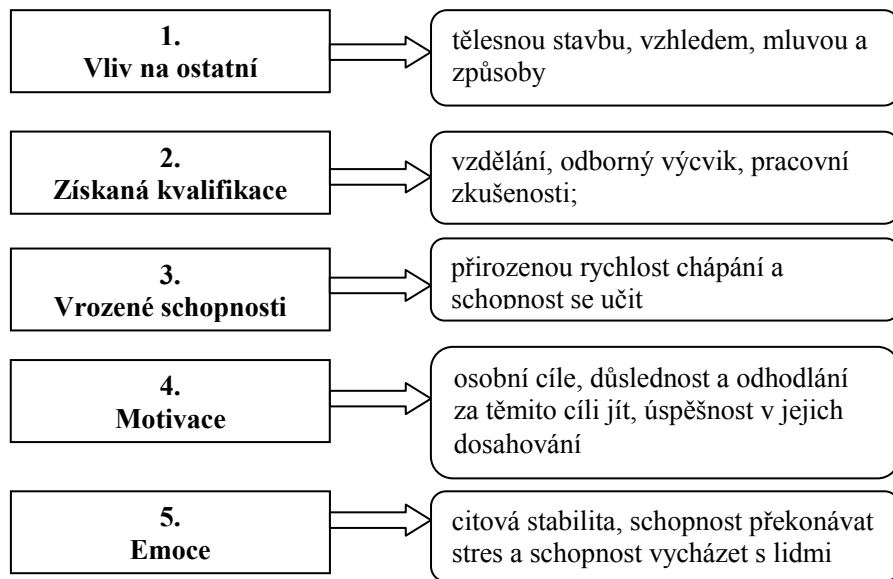 1.
Vliv na ostatní
tělesnou stavbu, vzhledem, mluvou a
způsoby
2.
Získaná kvalifikace
vzdělání, odborný výcvik, pracovní
zkušenosti;
3.
Vrozené schopnosti
přirozenou rychlost chápání a
schopnost se učit
4.
Motivace
osobní cíle, důslednost a odhodlání
za těmito cíli jít, úspěšnost v jejich
dosahování
5.
Emoce
citová stabilita, schopnost překonávat
stres a schopnost vycházet s lidmi